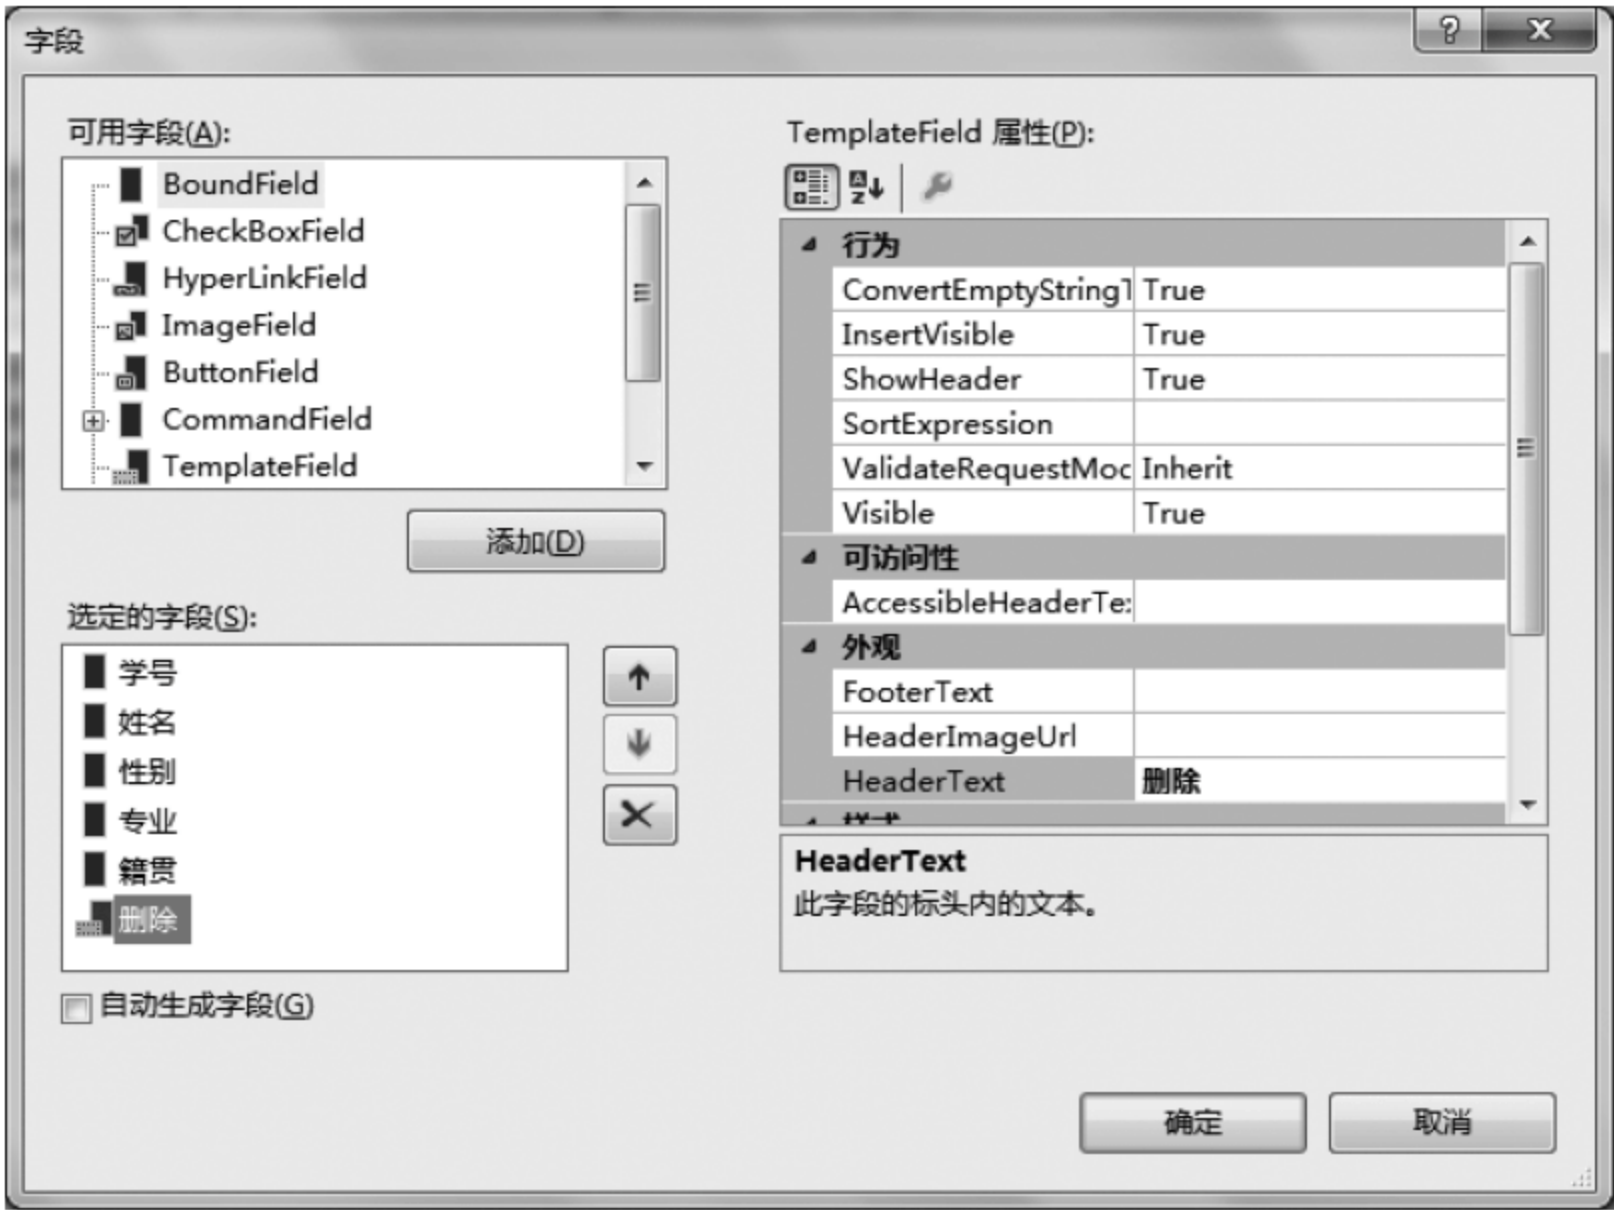 字段
可用字段(A):
BoundField
CheckBoxField
HyperLinkField
ImageField
ButtonField
CommandField
TemplateField
添加(D)
选定的字段(S):
学号
姓名
性别
专业
籍贯
删除
自动生成字段(G)
TemplateField 属性(P):
行为
ConvertEmptyStringT True
InsertVisible True
ShowHeader True
SortExpression
ValidateRequestMoc Inherit
Visible True
可访问性
AccessibleHeaderTe:
外观
FooterText
HeaderImageUrl
HeaderText 删除
HeaderText
此字段的标头内的文本。
确定
取消